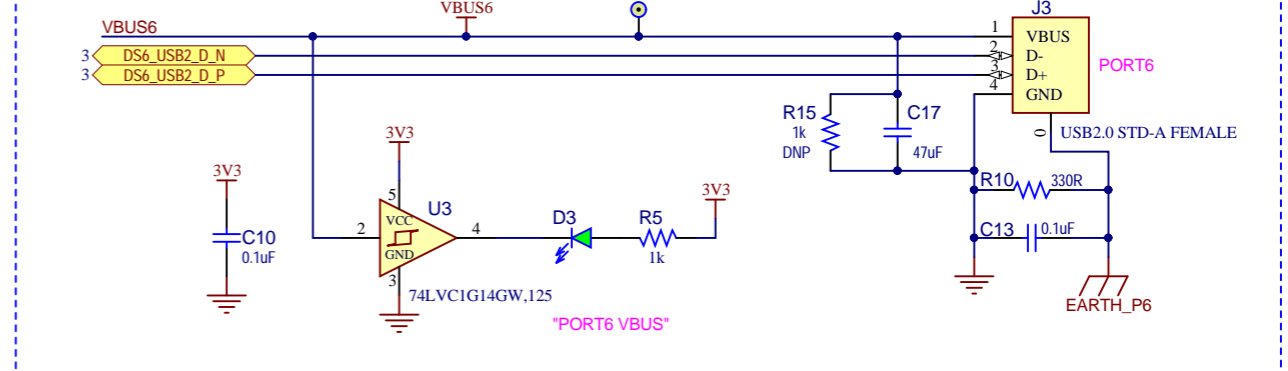 VBUS6
J3
VBUS6
1
VBUS
3
DS6_USB2_D_N
2
D-
PORT6
3
DS6_USB2_D_P
3
D+
4
GND
R15
C17
1k
DNP
47uF
0
USB2.0 STD-A FEMALE
3V3
3V3
R10
330R
3V3
5
U3
D3
R5
VCC
2
4
C10
0.1uF
GND
1k
C13
0.1uF
3
74LVC1G14GW,125
EARTH_P6
"PORT6 VBUS"